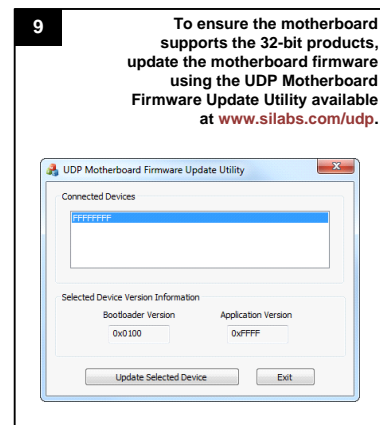 9
To ensure the motherboard
supports the 32-bit products,
update the motherboard firmware
using the UDP Motherboard
Firmware Update Utility available
at www.silabs.com/udp.
UDP Motherboard Firmware Update Utility
Connected Devices
FFFFFFFF
Selected Device Version Information
Bootloader Version Application Version
0x0100 0xFFFF
Update Selected Device Exit